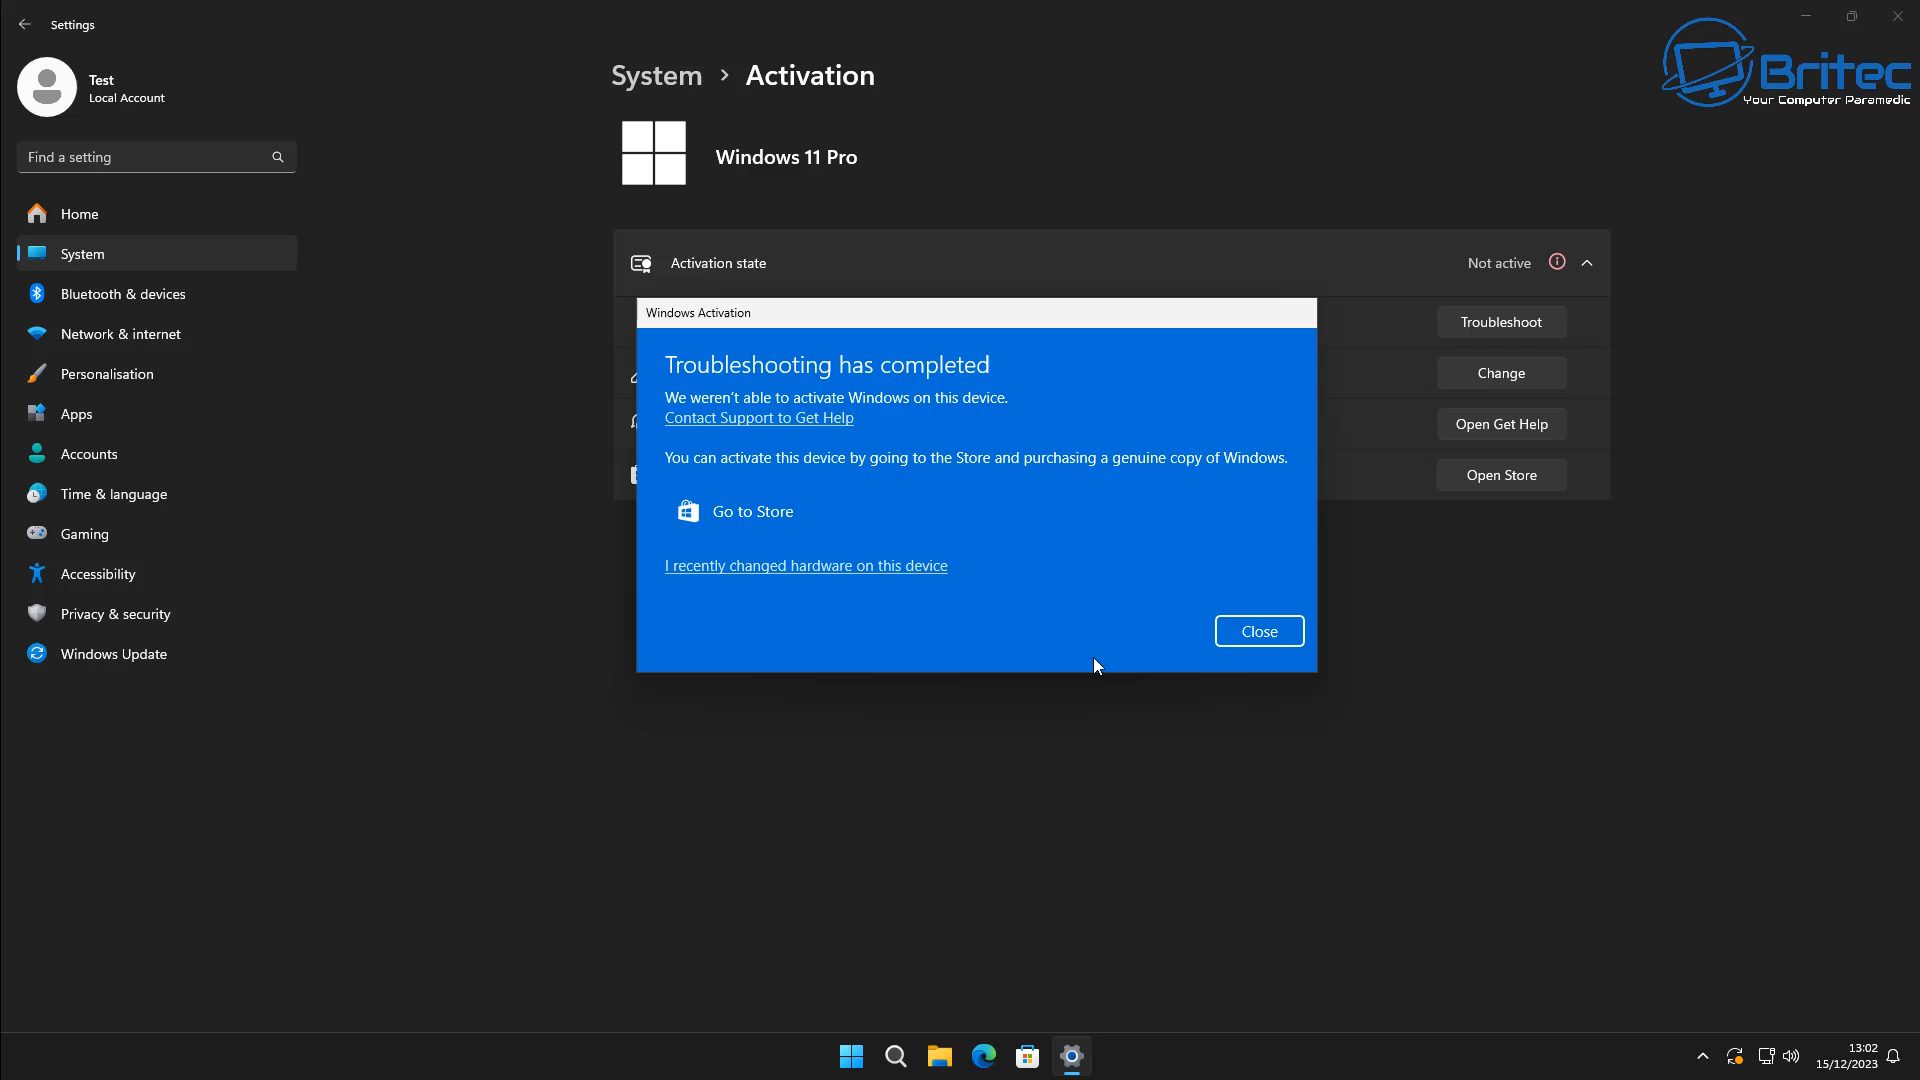 Settings
Test
Local Account
Find a setting
Home
System
Bluetooth & devices
Network & internet
Personalisation
Apps
Accounts
Time & language
Gaming
Accessibility
Privacy & security
Windows Update
System > Activation
Windows 11 Pro
Activation state
Not active
Troubleshoot
Change
Open Get Help
Open Store
Windows Activation
Troubleshooting has completed
We weren't able to activate Windows on this device.
Contact Support to Get Help
You can activate this device by going to the Store and purchasing a genuine copy of Windows.
Go to Store
I recently changed hardware on this device
Close
Britec
Your Computer Paramedic
13:02
15/12/2023